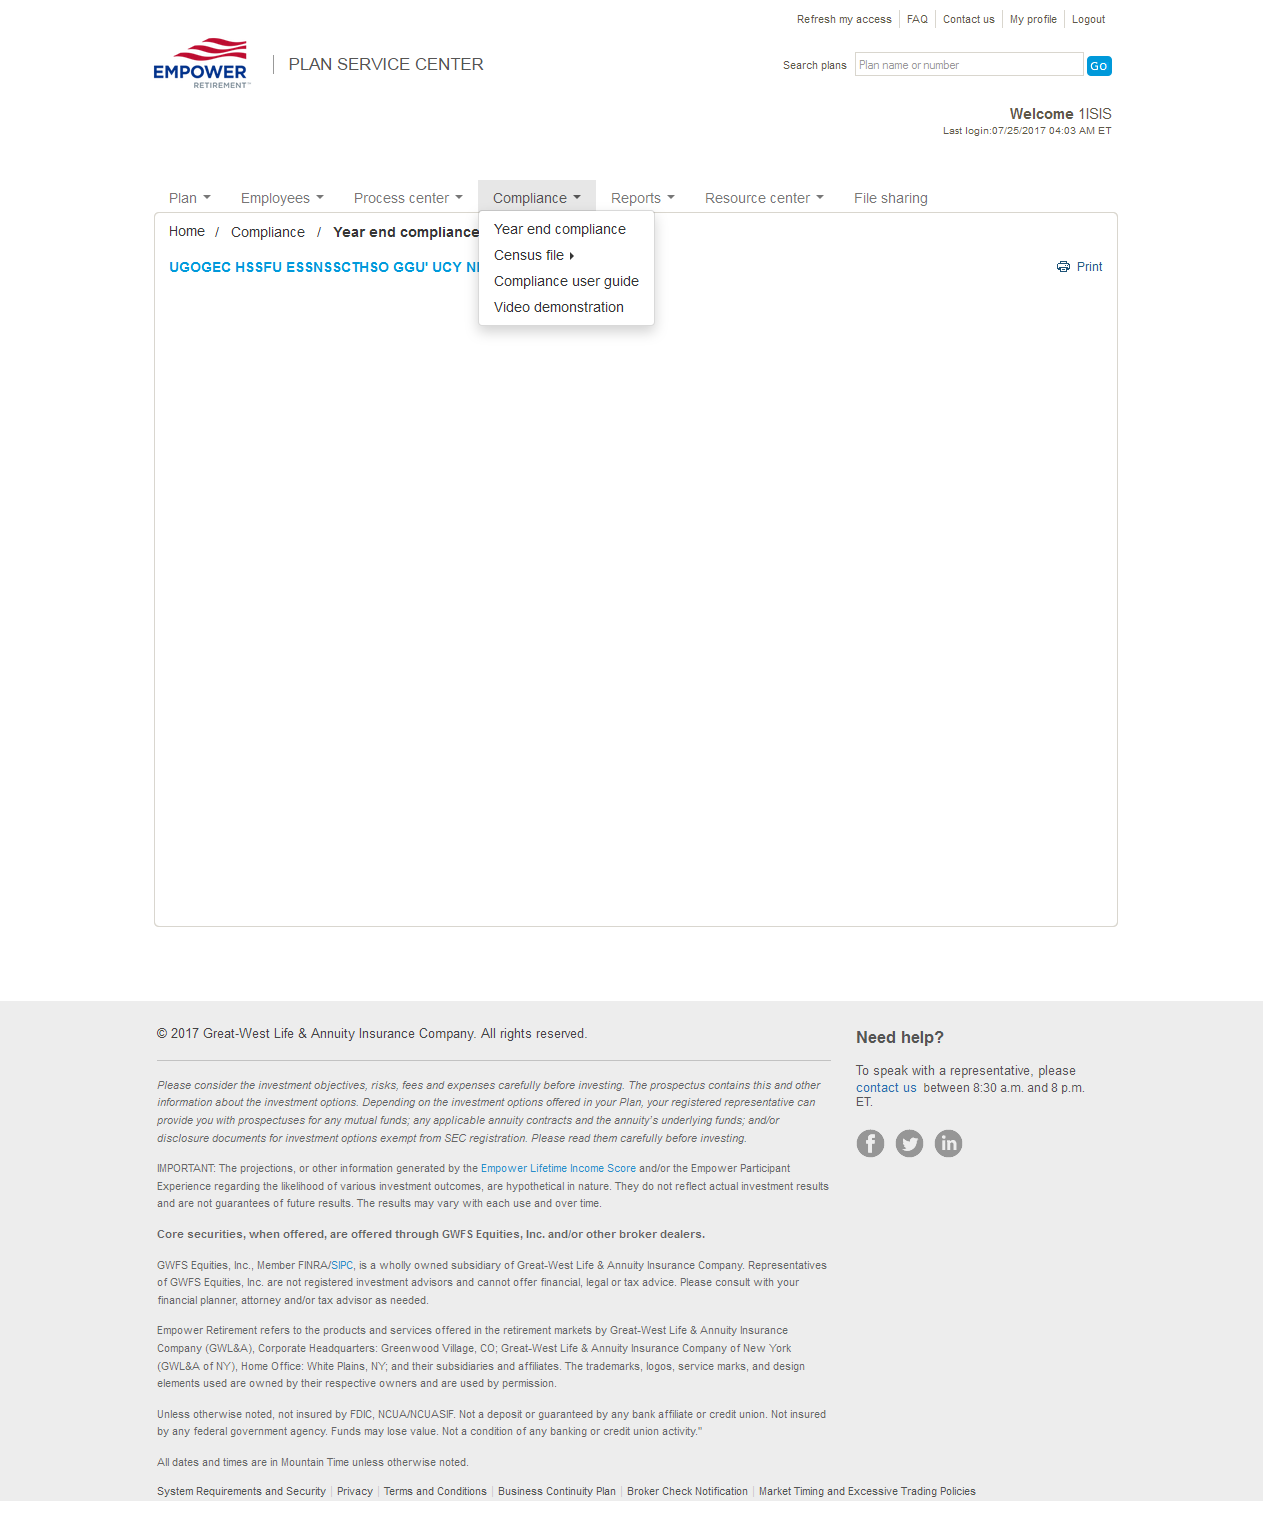 Refresh my access FAQ Contact us My profile Logout
EMPOWER
RETIREMENT™
PLAN SERVICE CENTER
Search plans Plan name or number Go
Welcome 1ISIS
Last login:07/25/2017 04:03 AM ET
Plan Employees Process center Compliance Reports Resource center File sharing
Home / Compliance / Year end compliance
Year end compliance
Census file
Compliance user guide
Video demonstration
UGOGEC HSSFU ESSNSSCTHSO GGU' UCY
Print
© 2017 Great-West Life & Annuity Insurance Company. All rights reserved.
Please consider the investment objectives, risks, fees and expenses carefully before investing. The prospectus contains this and other
information about the investment options. Depending on the investment options offered in your Plan, your registered representative can
provide you with prospectuses for any mutual funds; any applicable annuity contracts and the annuity's underlying funds; and/or
disclosure documents for investment options exempt from SEC registration. Please read them carefully before investing.
IMPORTANT: The projections, or other information generated by the Empower Lifetime Income Score and/or the Empower Participant
Experience regarding the likelihood of various investment outcomes, are hypothetical in nature. They do not reflect actual investment results
and are not guarantees of future results. The results may vary with each use and over time.
Core securities, when offered, are offered through GWFS Equities, Inc. and/or other broker dealers.
GWFS Equities, Inc., Member FINRA/SIPC, is a wholly owned subsidiary of Great-West Life & Annuity Insurance Company. Representatives
of GWFS Equities, Inc. are not registered investment advisors and cannot offer financial, legal or tax advice. Please consult with your
financial planner, attorney and/or tax advisor as needed.
Empower Retirement refers to the products and services offered in the retirement markets by Great-West Life & Annuity Insurance
Company (GWL&A), Corporate Headquarters: Greenwood Village, CO; Great-West Life & Annuity Insurance Company of New York
(GWL&A of NY), Home Office: White Plains, NY; and their subsidiaries and affiliates. The trademarks, logos, service marks, and design
elements used are owned by their respective owners and are used by permission.
Unless otherwise noted, not insured by FDIC, NCUA/NCUASIF. Not a deposit or guaranteed by any bank affiliate or credit union. Not insured
by any federal government agency. Funds may lose value. Not a condition of any banking or credit union activity."
All dates and times are in Mountain Time unless otherwise noted.
System Requirements and Security | Privacy | Terms and Conditions | Business Continuity Plan | Broker Check Notification | Market Timing and Excessive Trading Policies
Need help?
To speak with a representative, please
contact us between 8:30 a.m. and 8 p.m.
ET.